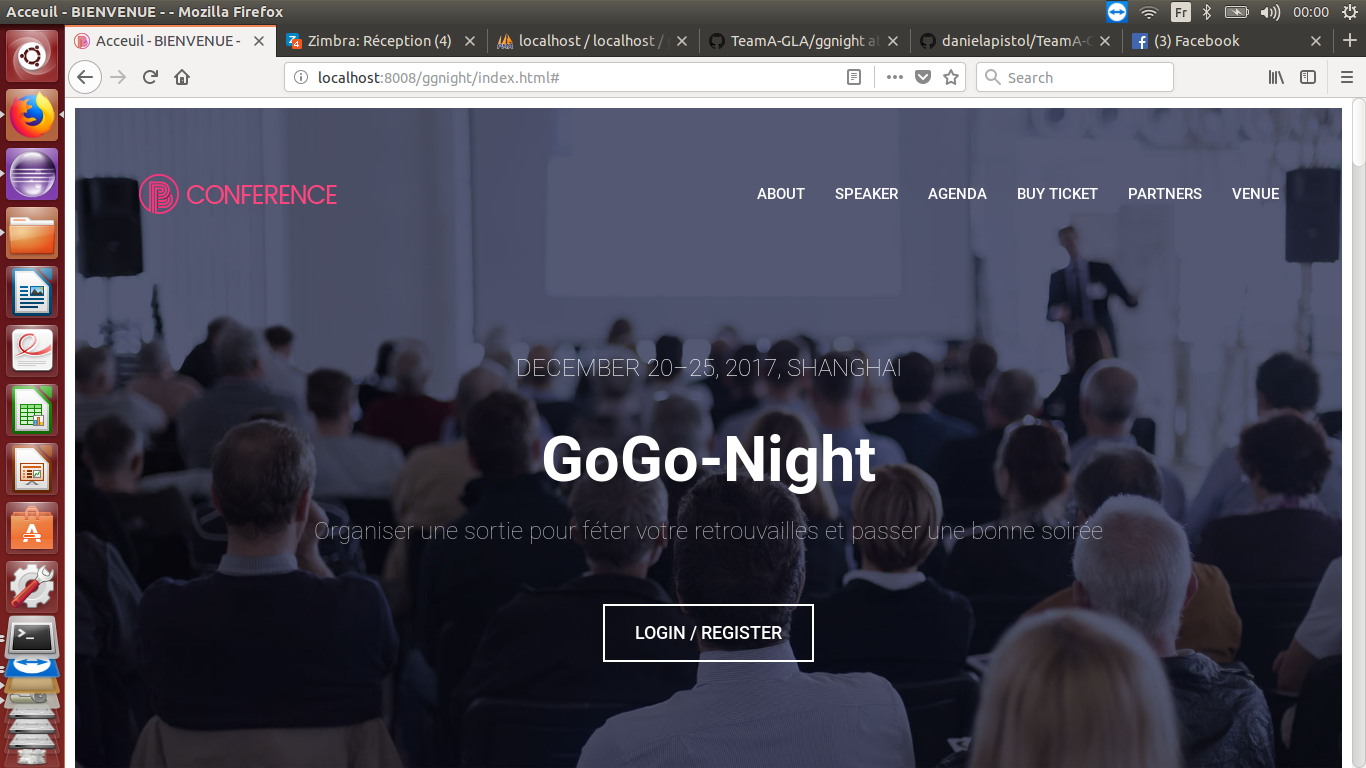 Acceuil - BIENVENUE - - Mozilla Firefox
Fr
00:00
Acceuil - BIENVENUE -
Zimbra: Réception (4)
localhost / localhost /
TeamA-GLA/ggnight at
danielapistol/TeamA-G
(3) Facebook
localhost:8008/ggnight/index.html#
Search
CONFERENCE
ABOUT
SPEAKER
AGENDA
BUY TICKET
PARTNERS
VENUE
DECEMBER 20–25, 2017, SHANGHAI
GoGo-Night
Organiser une sortie pour féter votre retrouvailles et passer une bonne soirée
LOGIN / REGISTER